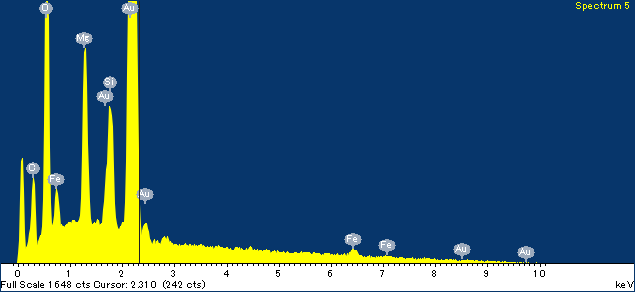 Spectrum 5
O Au
Mg
Si
Au
O Fe
Au
Fe Fe Au Au
0 1 2 3 4 5 6 7 8 9 10
Full Scale 1648 cts Cursor: 2.310 (242 cts) keV